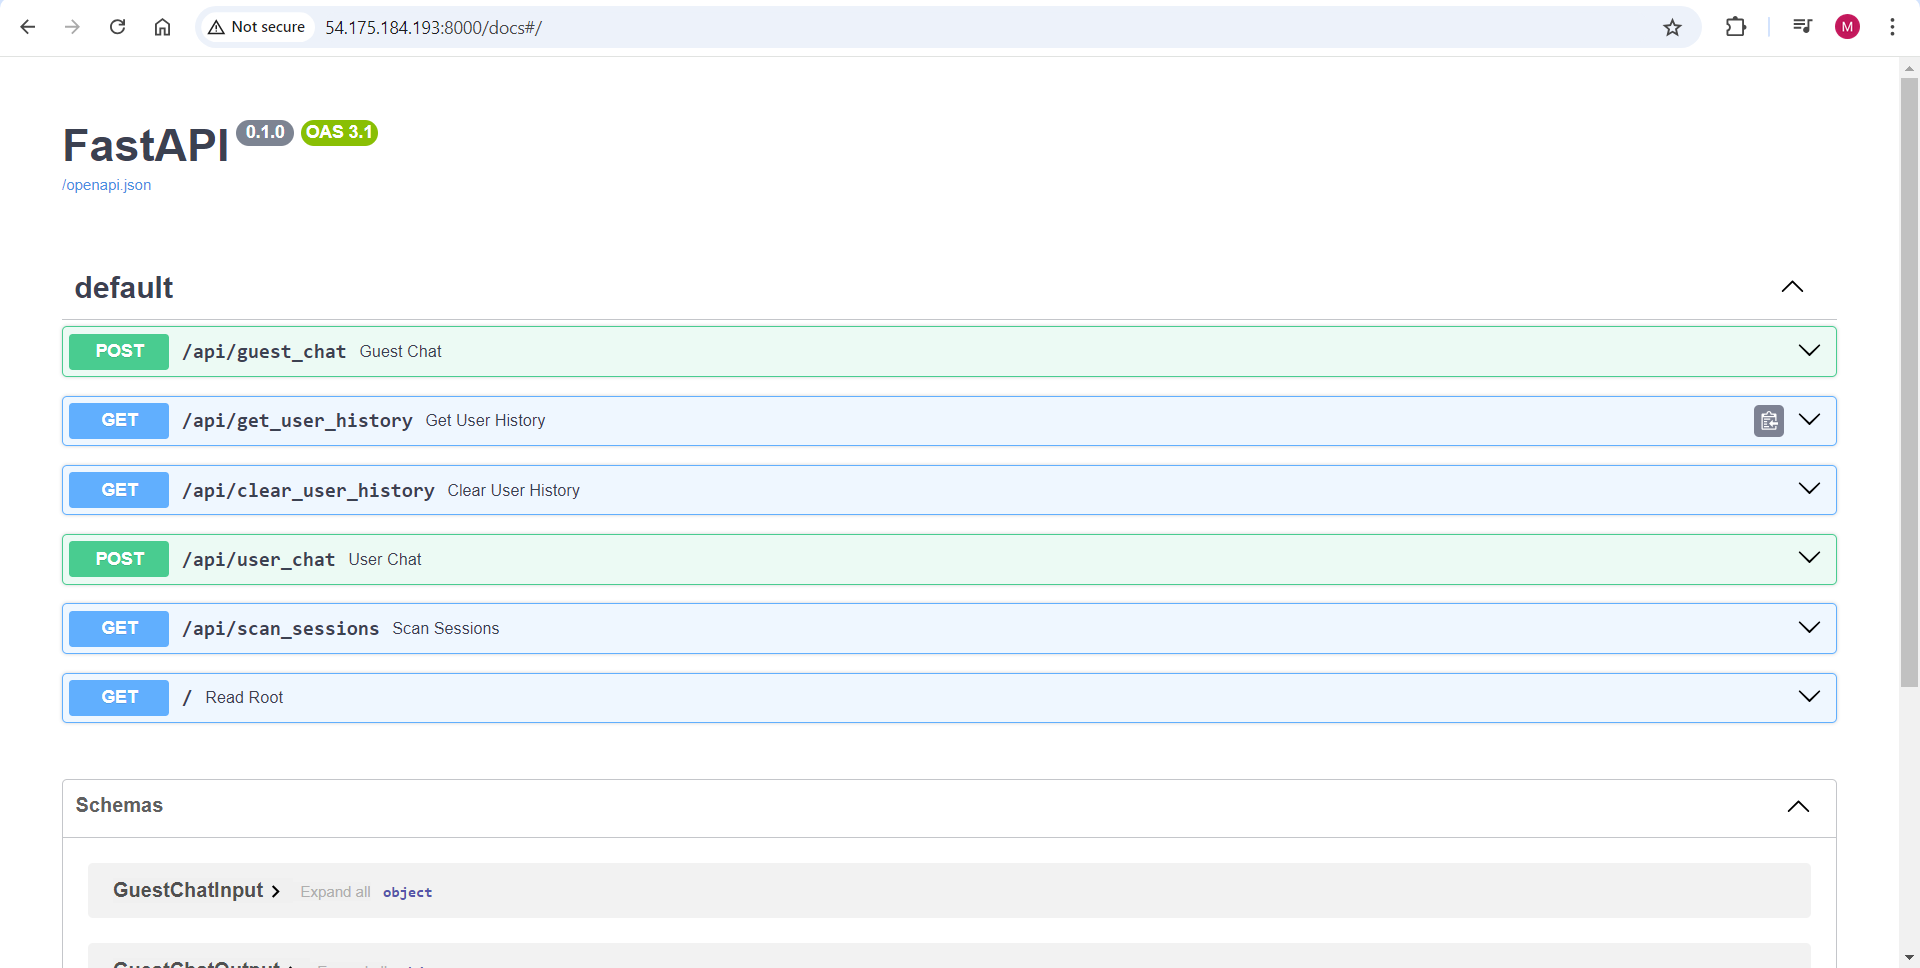 Not secure 54.175.184.193:8000/docs#/
M
FastAPI 0.1.0 OAS 3.1
/openapi.json
default
POST /api/guest_chat Guest Chat
GET /api/get_user_history Get User History
GET /api/clear_user_history Clear User History
POST /api/user_chat User Chat
GET /api/scan_sessions Scan Sessions
GET / Read Root
Schemas
GuestChatInput Expand all object
GuestChatOutput